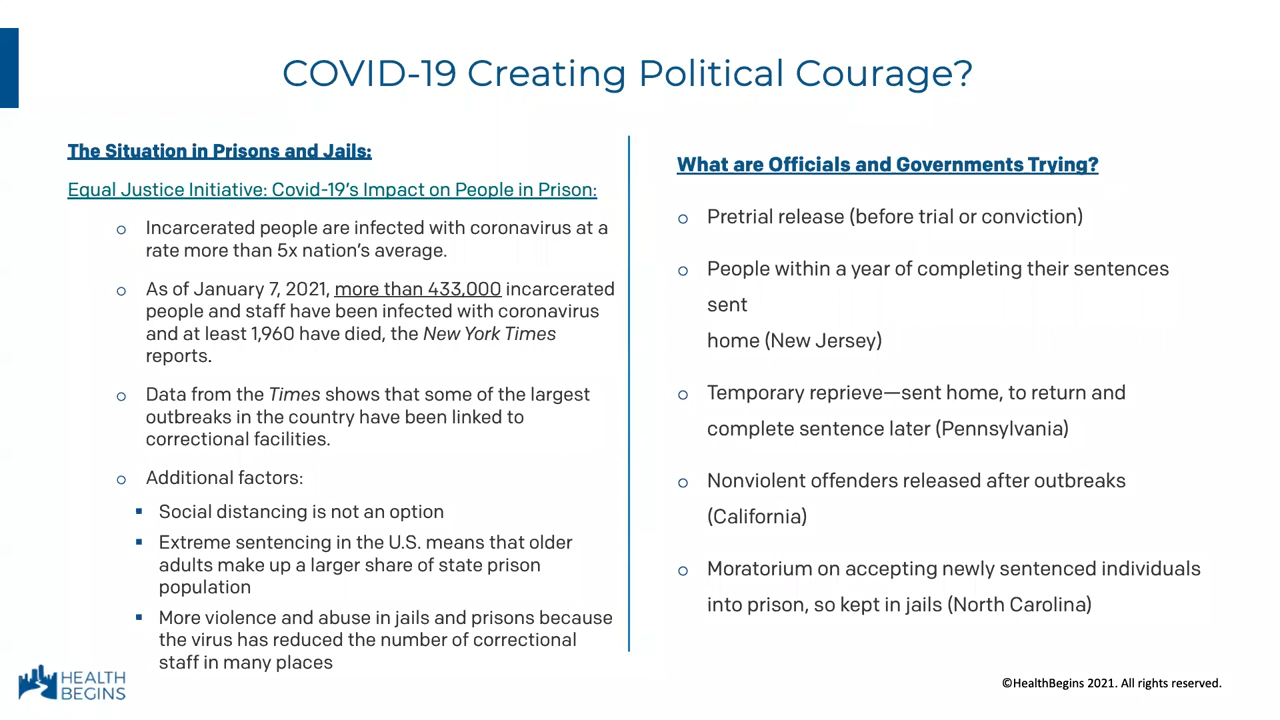 COVID-19 Creating Political Courage?
The Situation in Prisons and Jails:
Equal Justice Initiative: Covid-19's Impact on People in Prison:
o Incarcerated people are infected with coronavirus at a
rate more than 5x nation's average.
o As of January 7, 2021, more than 433,000 incarcerated
people and staff have been infected with coronavirus
and at least 1,960 have died, the New York Times
reports.
o Data from the Times shows that some of the largest
outbreaks in the country have been linked to
correctional facilities.
o Additional factors:
▪ Social distancing is not an option
▪ Extreme sentencing in the U.S. means that older
adults make up a larger share of state prison
population
▪ More violence and abuse in jails and prisons because
the virus has reduced the number of correctional
staff in many places
What are Officials and Governments Trying?
o Pretrial release (before trial or conviction)
o People within a year of completing their sentences
sent
home (New Jersey)
o Temporary reprieve—sent home, to return and
complete sentence later (Pennsylvania)
o Nonviolent offenders released after outbreaks
(California)
o Moratorium on accepting newly sentenced individuals
into prison, so kept in jails (North Carolina)
HEALTH
BEGINS
©HealthBegins 2021. All rights reserved.